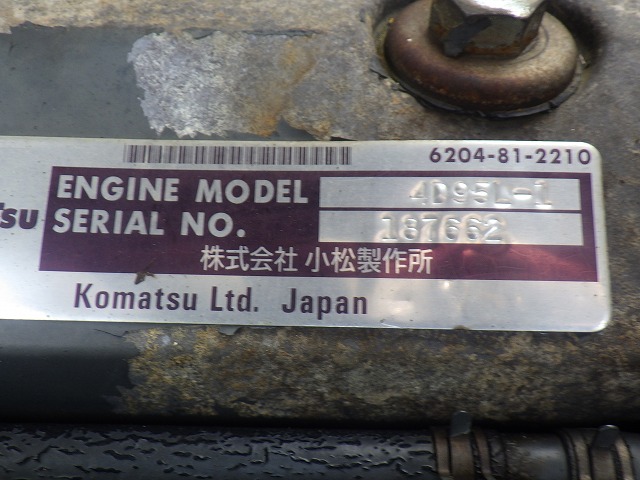 6204-81-2210
ENGINE MODEL 4D95L-1
tsu
SERIAL NO. 187662
株式会社 小松製作所
Komatsu Ltd. Japan